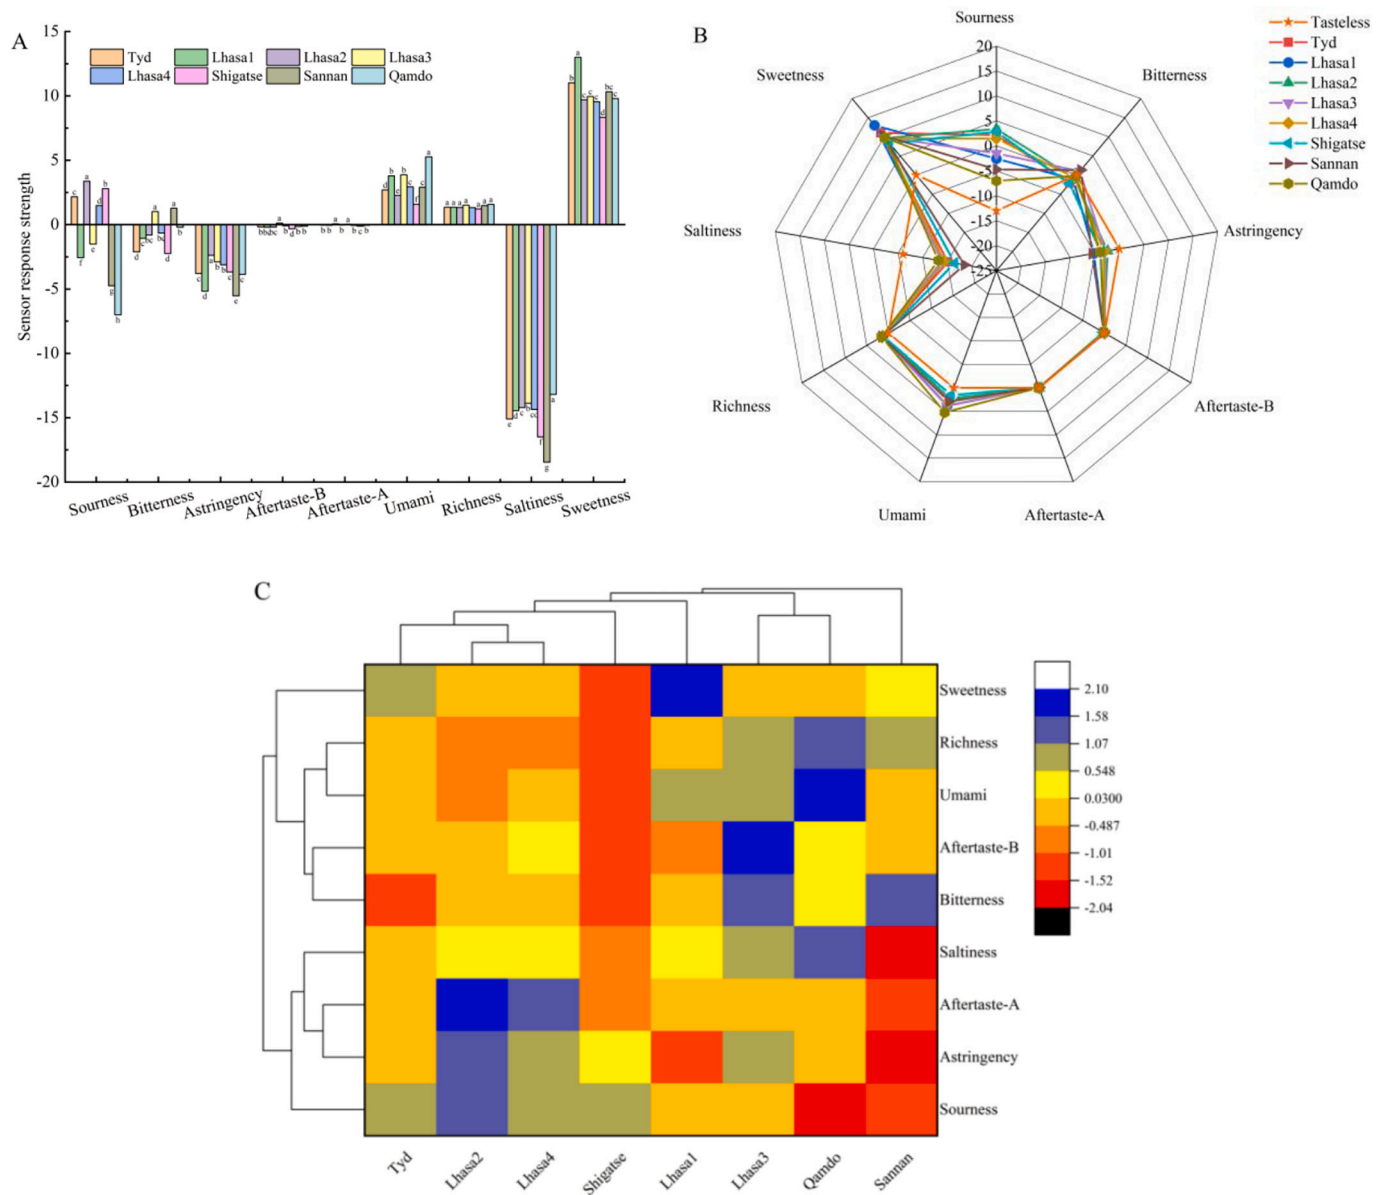 A
Sensor response strength
15
10
5
0
-5
-10
-15
-20
Tyd Lhasa1 Lhasa2 Lhasa3
Lhasa4 Shigatse Sannan Qamdo
Sourness Bitterness Astringency Aftertaste-B Aftertaste-A Umami Richness Saltiness Sweetness
B
Sourness
Bitterness
Astringency
Aftertaste-B
Aftertaste-A
Umami
Richness
Saltiness
Sweetness
20
15
10
5
0
-5
-10
-15
-20
-25
Tasteless
Tyd
Lhasa1
Lhasa2
Lhasa3
Lhasa4
Shigatse
Sannan
Qamdo
C
Sweetness
Richness
Umami
Aftertaste-B
Bitterness
Saltiness
Aftertaste-A
Astringency
Sourness
Tyd Lhasa2 Lhasa4 Shigatse Lhasa1 Lhasa3 Qamdo Sannan
2.10
1.58
1.07
0.548
0.0300
-0.487
-1.01
-1.52
-2.04